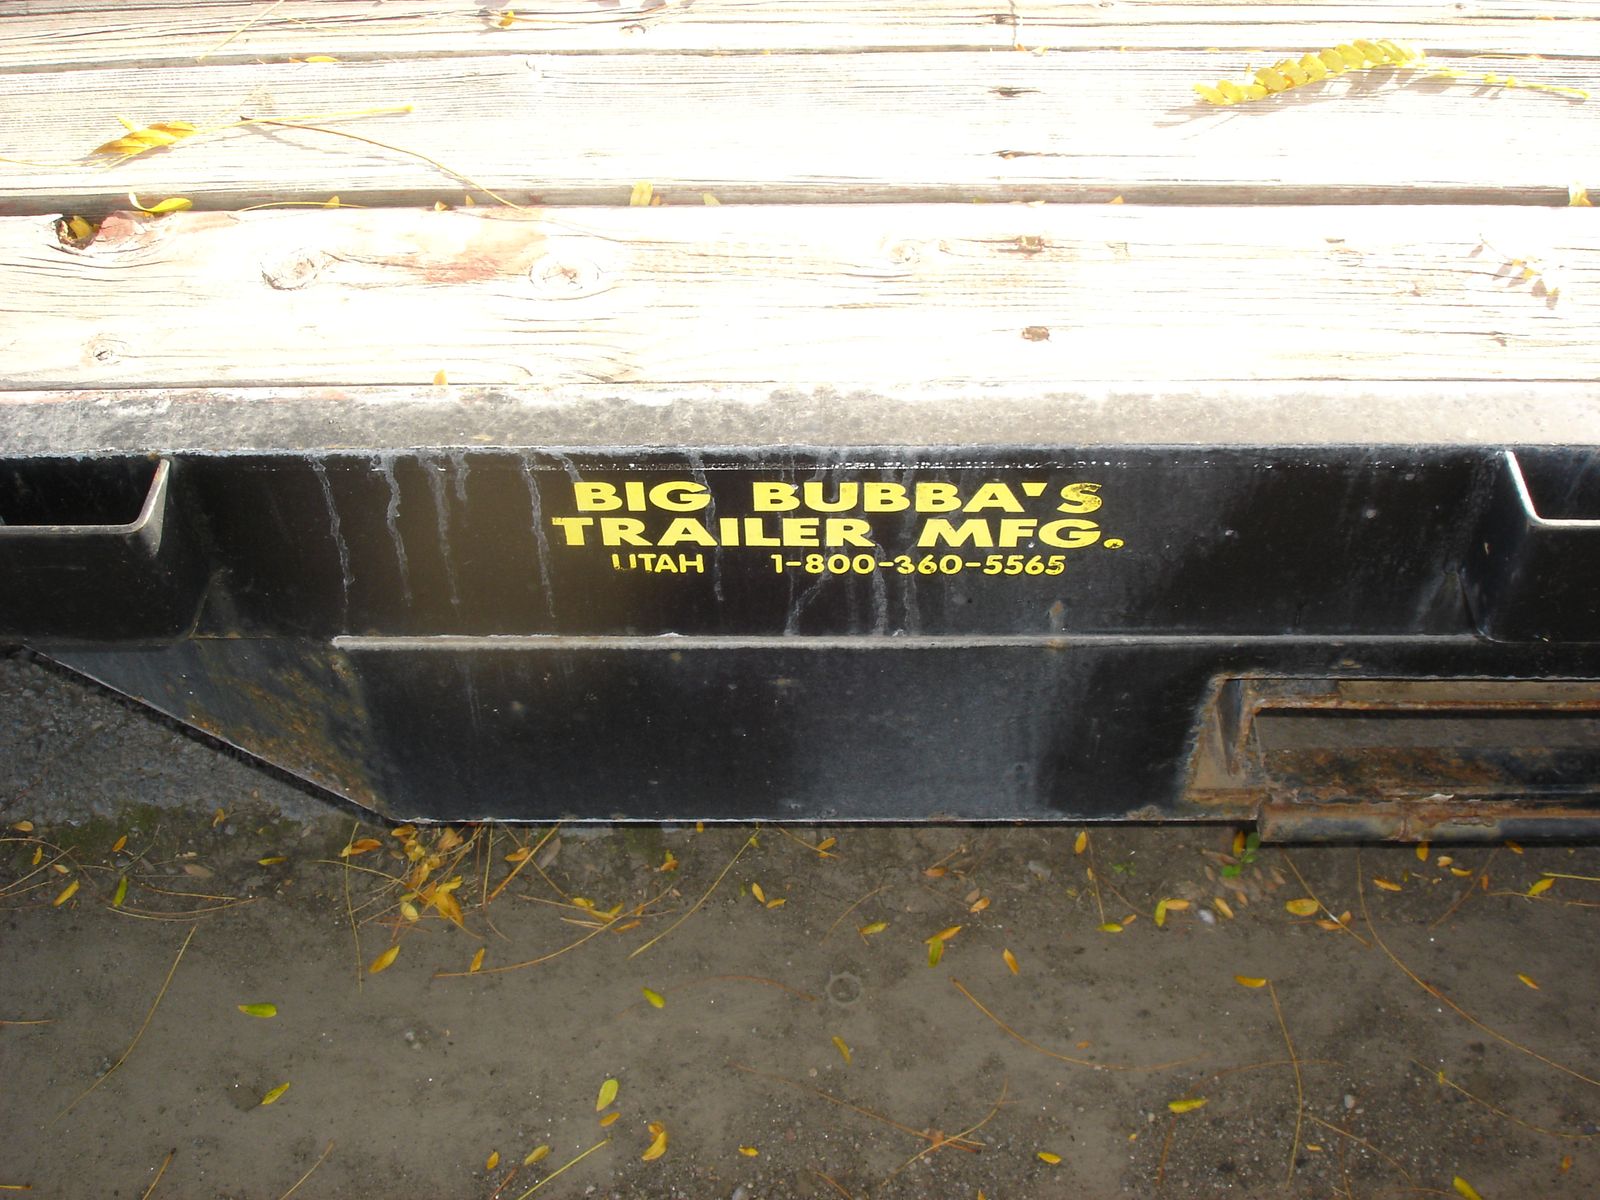 BIG BUBBA'S
TRAILER MFG.
UTAH 1-800-360-5565